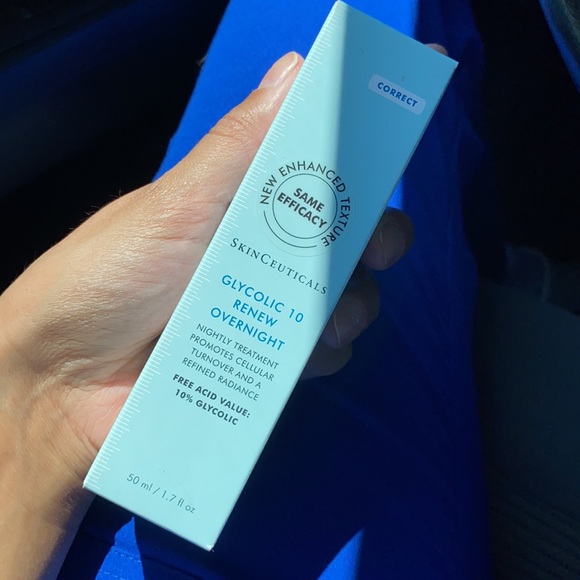 CORRECT
NEW ENHANCED TEXTURE
SAME
EFFICACY
SKINCEUTICALS
GLYCOLIC 10
RENEW
OVERNIGHT
NIGHTLY TREATMENT
PROMOTES CELLULAR
TURNOVER AND A
REFINED RADIANCE
FREE ACID VALUE:
10% GLYCOLIC
50 ml / 1.7 fl oz